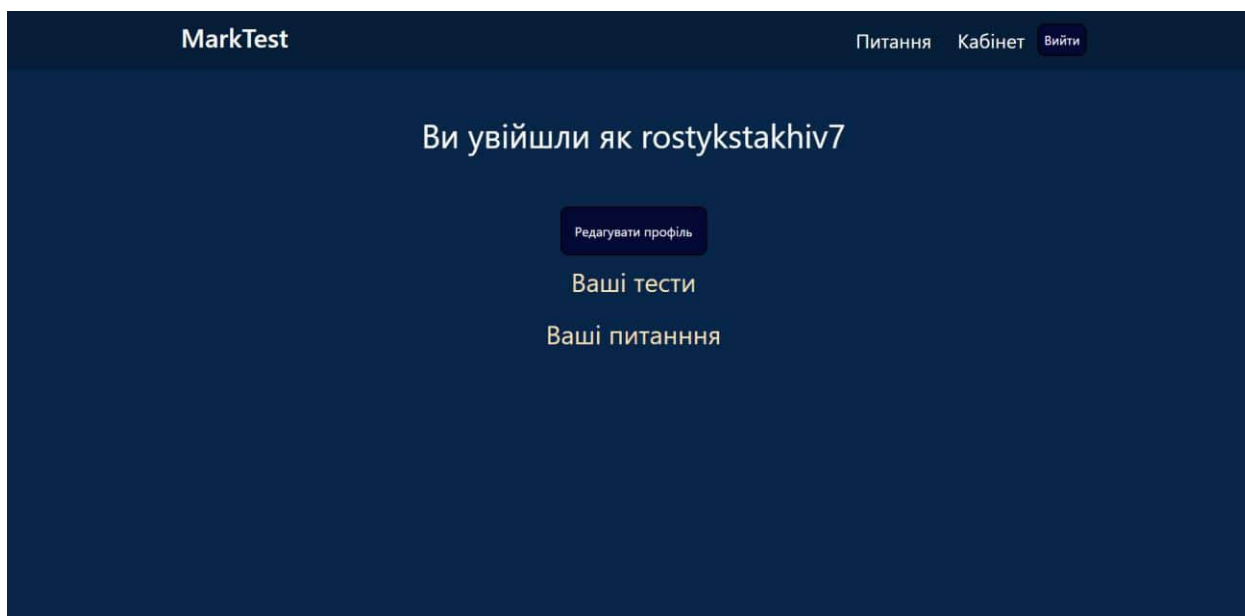 MarkTest
Питання Кабінет Вийти
Ви увійшли як rostykstakhiv7
Редагувати профіль
Ваші тести
Ваші питанння